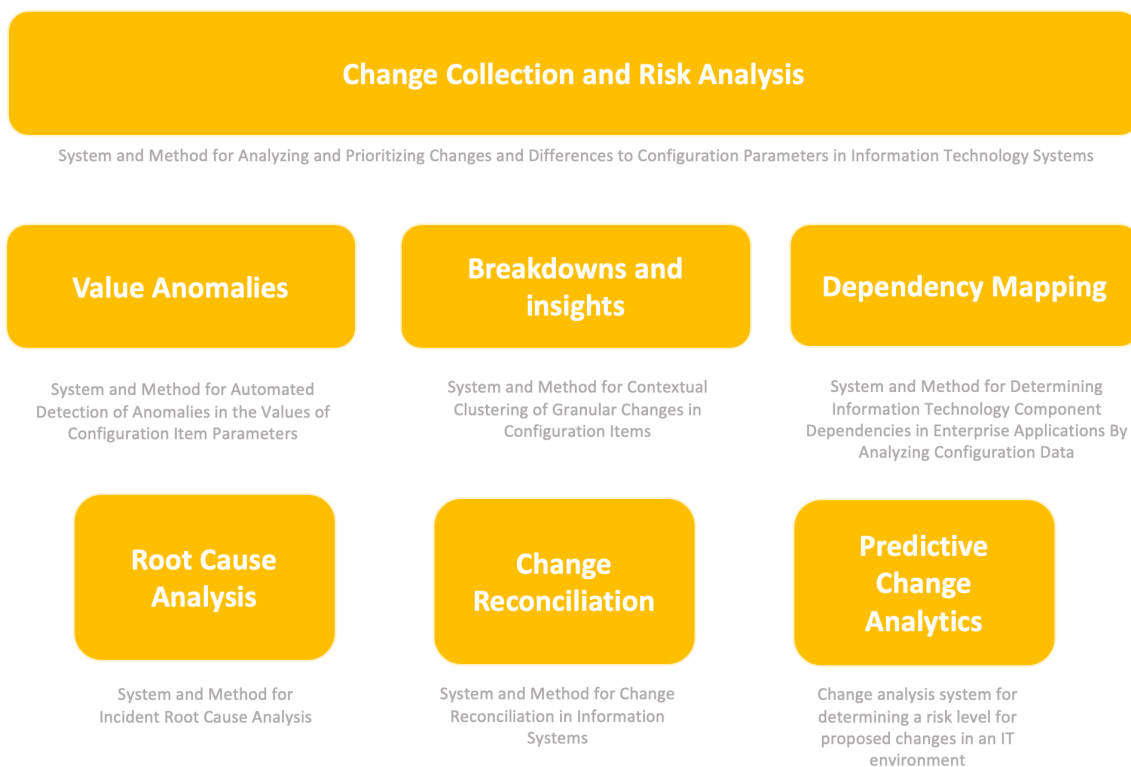 Change Collection and Risk Analysis
System and Method for Analyzing and Prioritizing Changes and Differences to Configuration Parameters in Information Technology Systems
Value Anomalies
System and Method for Automated
Detection of Anomalies in the Values of
Configuration Item Parameters
Breakdowns and
insights
System and Method for Contextual
Clustering of Granular Changes in
Configuration Items
Dependency Mapping
System and Method for Determining
Information Technology Component
Dependencies in Enterprise Applications By
Analyzing Configuration Data
Root Cause
Analysis
System and Method for
Incident Root Cause Analysis
Change
Reconciliation
System and Method for Change
Reconciliation in Information
Systems
Predictive
Change
Analytics
Change analysis system for
determining a risk level for
proposed changes in an IT
environment